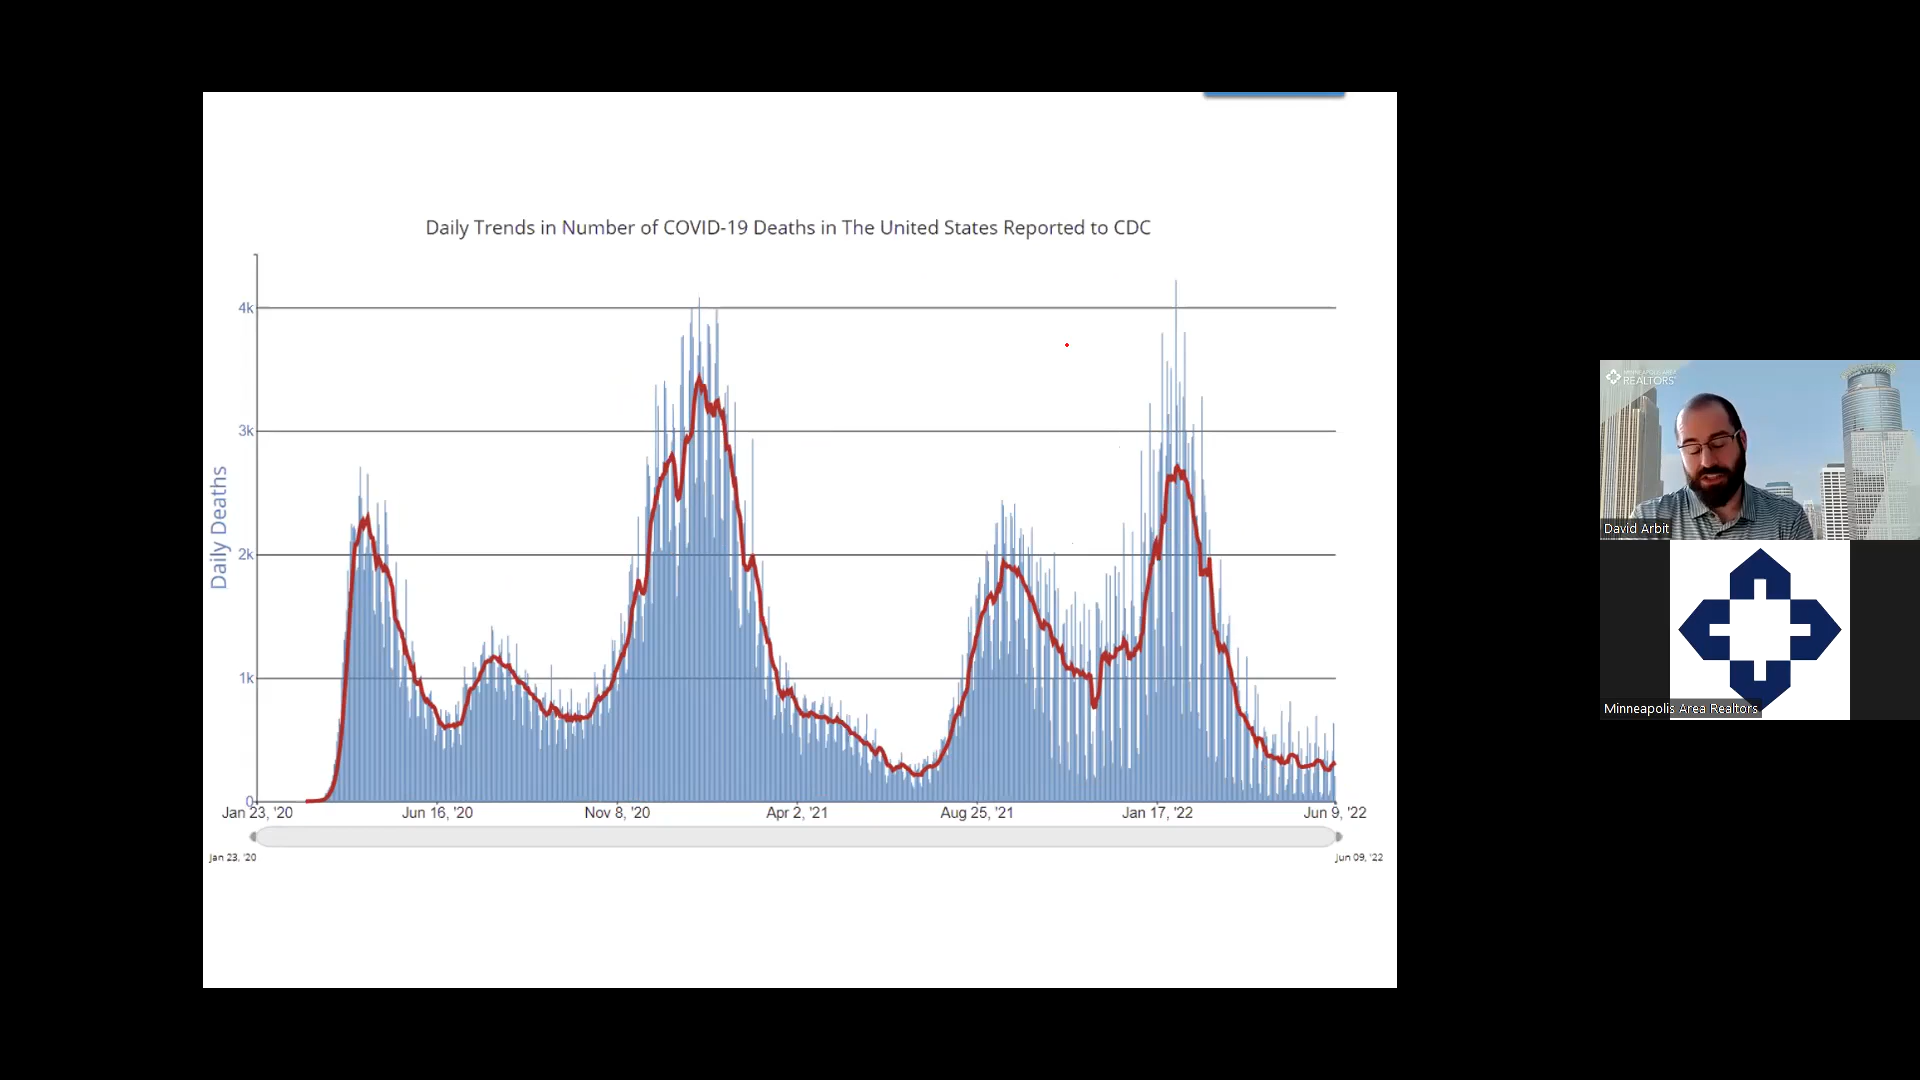 Daily Trends in Number of COVID-19 Deaths in The United States Reported to CDC
Daily Deaths
4k
3k
2k
1k
0
Jan 23, '20
Jun 16, '20
Nov 8, '20
Apr 2, '21
Aug 25, '21
Jan 17, '22
Jun 9, '22
Jan 23, '20
Jun 09, '22
MINNEAPOLIS AREA
REALTORS
David Arbit
Minneapolis Area Realtors